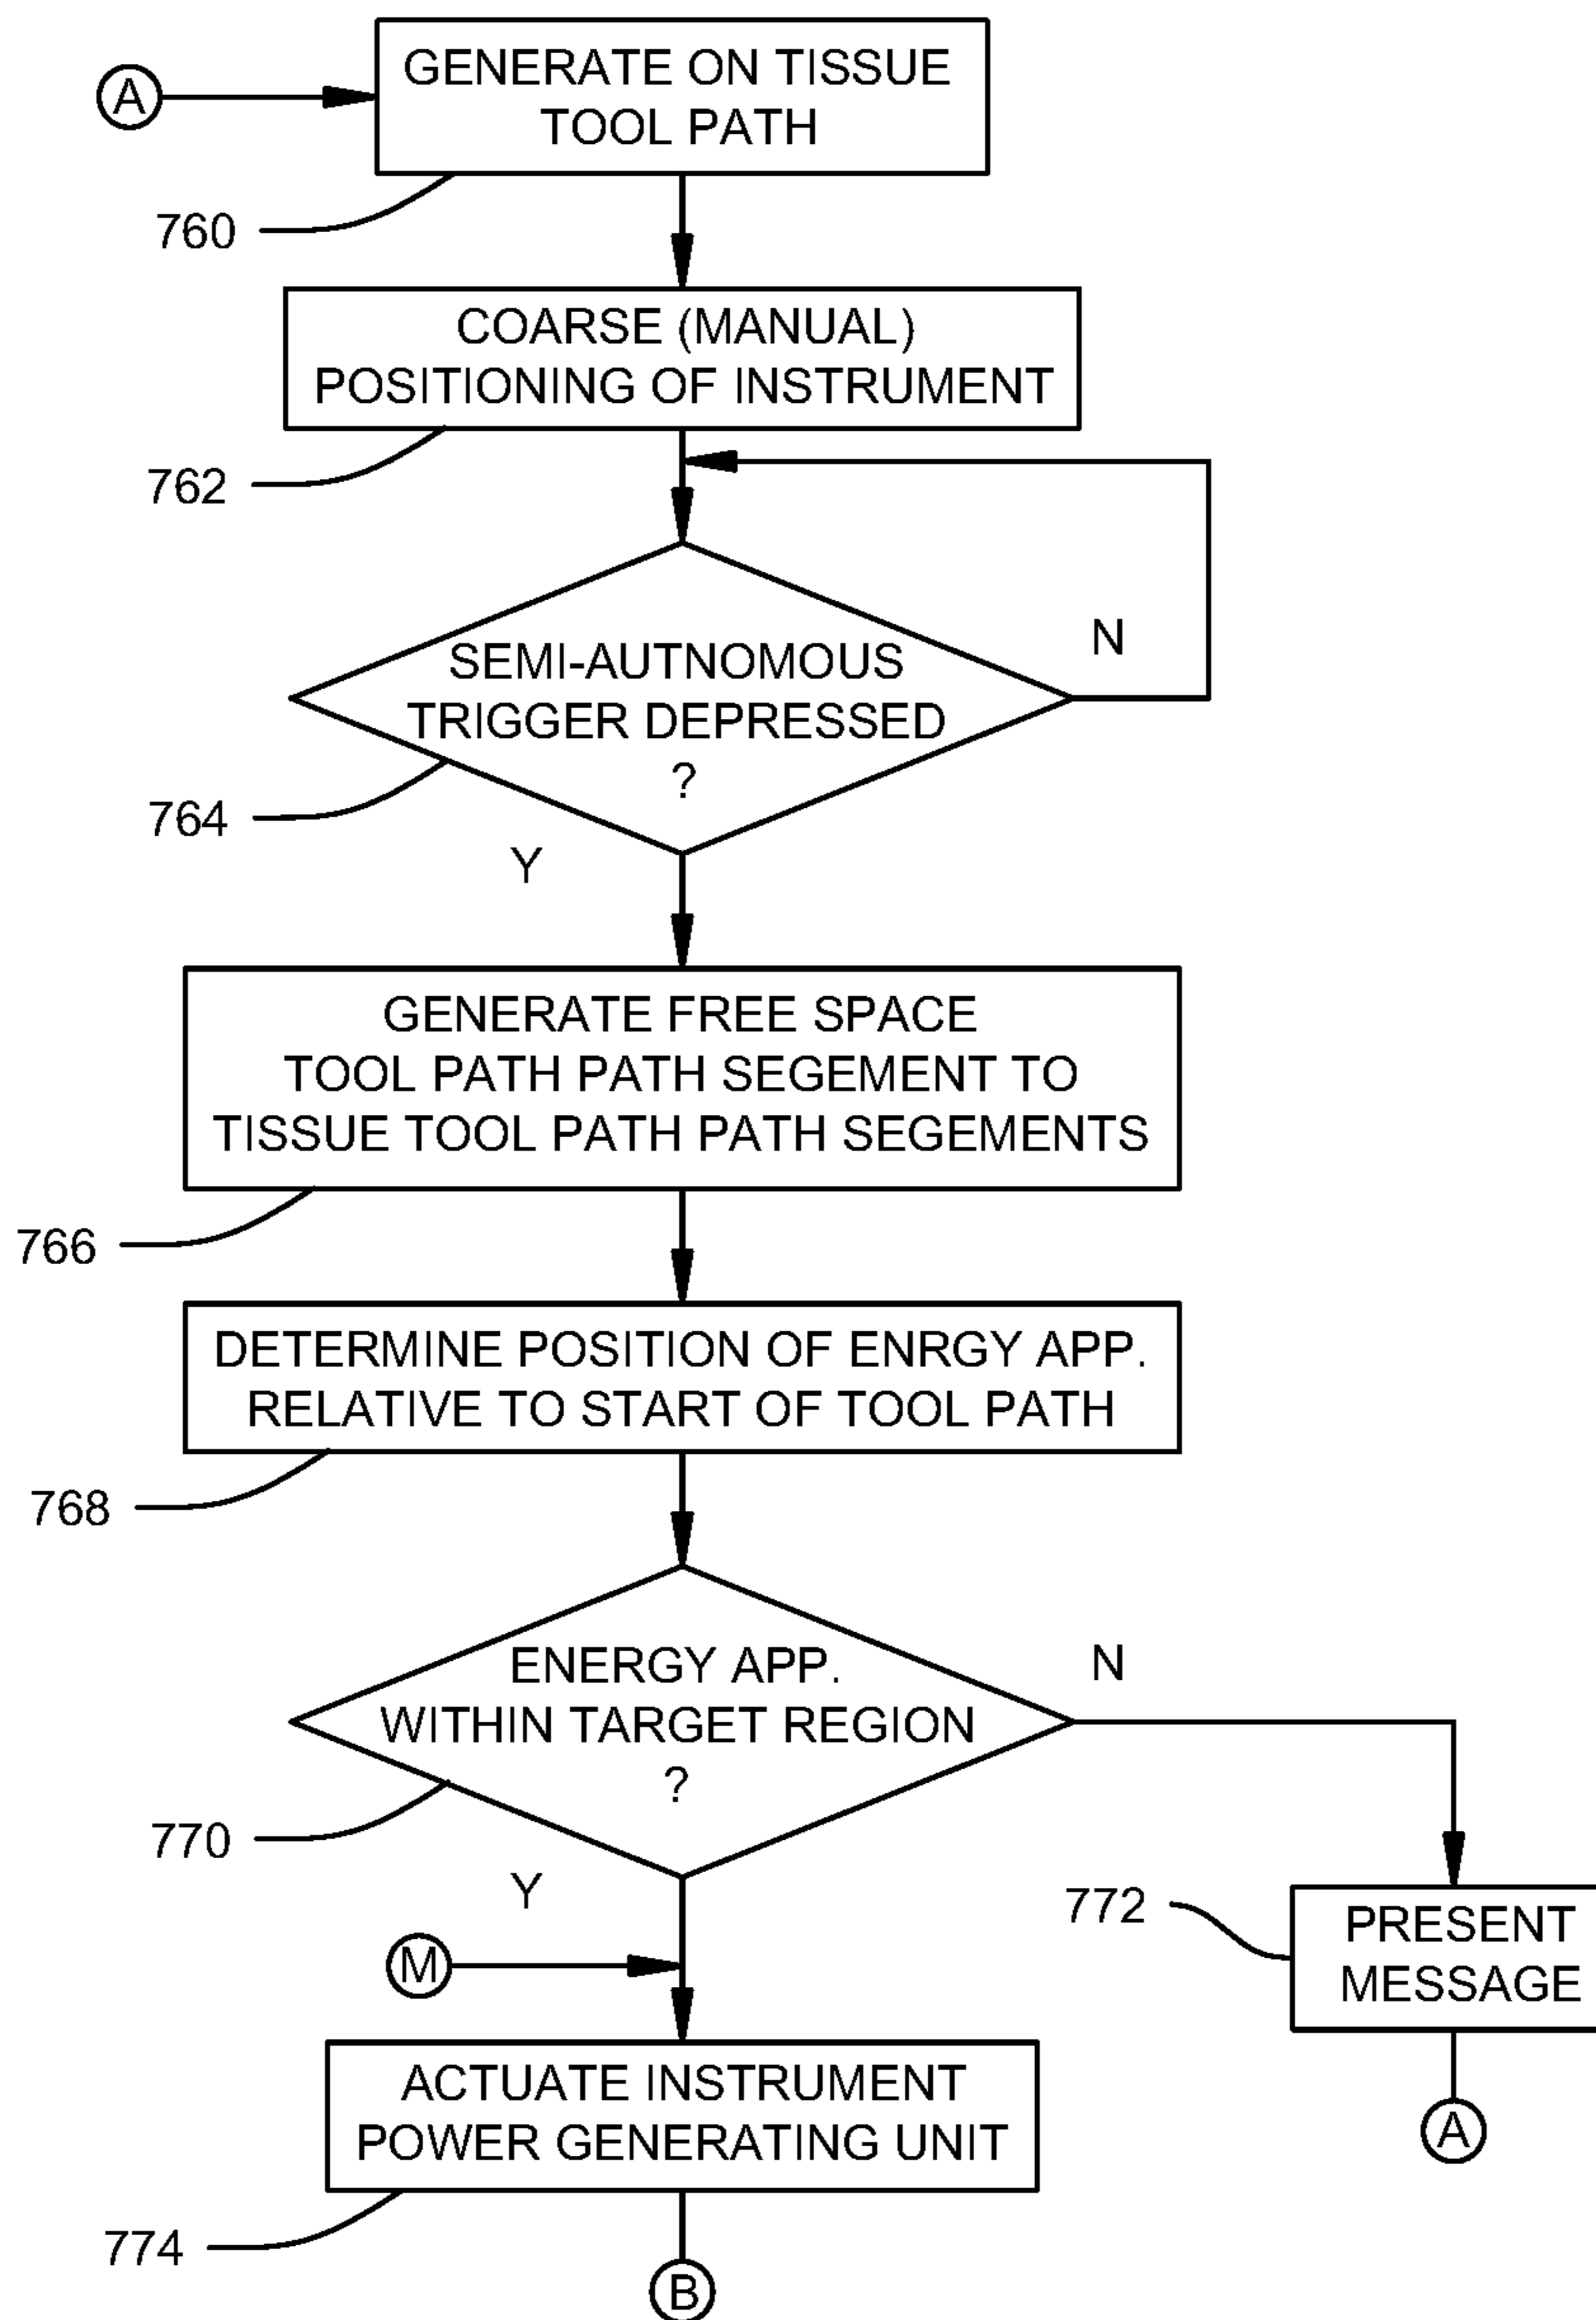 GENERATE ON TISSUE
TOOL PATH
A
760
COARSE (MANUAL)
POSITIONING OF INSTRUMENT
762
SEMI-AUTNOMOUS
TRIGGER DEPRESSED
?
N
764
Y
GENERATE FREE SPACE
TOOL PATH PATH SEGEMENT TO
TISSUE TOOL PATH PATH SEGEMENTS
766
DETERMINE POSITION OF ENRGY APP.
RELATIVE TO START OF TOOL PATH
768
ENERGY APP.
WITHIN TARGET REGION
?
N
770
Y
772
PRESENT
MESSAGE
M
ACTUATE INSTRUMENT
POWER GENERATING UNIT
A
774
B